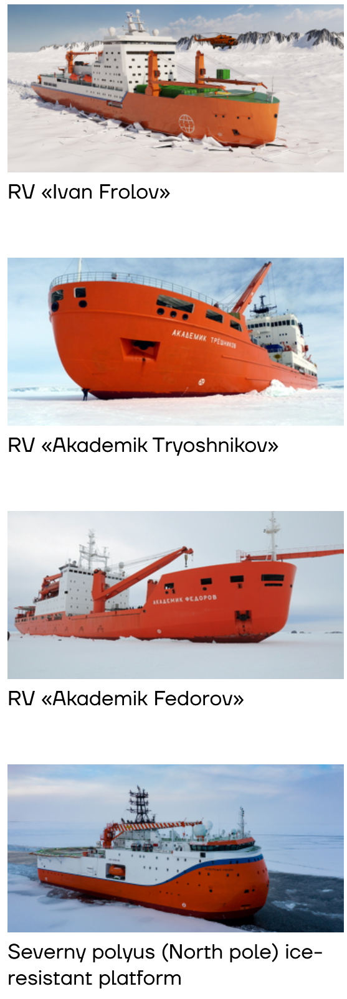 RV «Ivan Frolov»
АКАДЕМИК ТРЁШНИКОВ
RV «Akademik Tryoshnikov»
АКАДЕМИК ФЕДОРОВ
RV «Akademik Fedorov»
Severny polyus (North pole) ice-
resistant platform